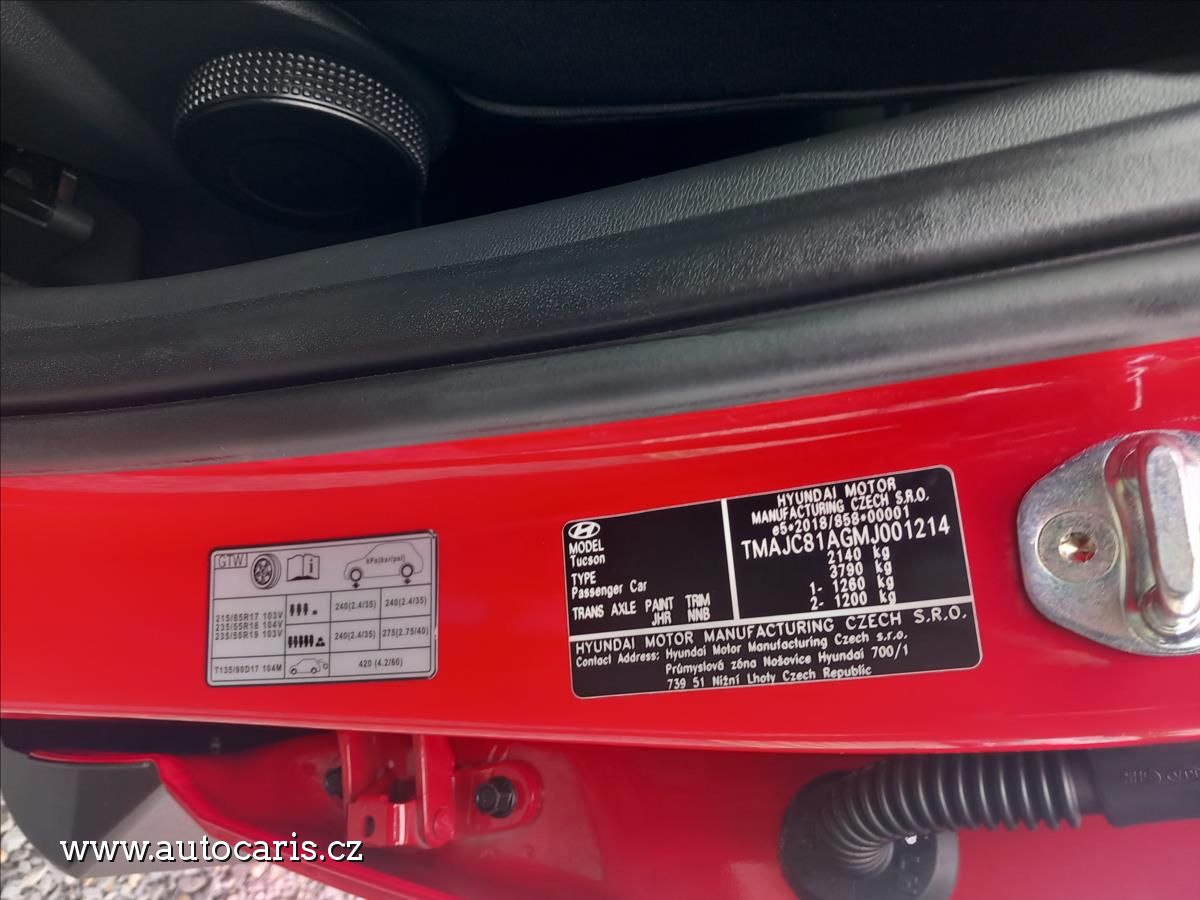 GTW
i
kPa(bar/psi)
215/65R17 103V
235/55R18 104V
235/50R19 103V
240(2.4/35)
240(2.4/35)
240(2.4/35)
275(2.75/40)
T135/90D17 104M
420 (4.2/60)
MODEL
Tucson
TYPE
Passenger Car
TRANS AXLE PAINT TRIM
JHR NNB
HYUNDAI MOTOR
MANUFACTURING CZECH S.R.O.
e5*2018/858*00001
TMAJC81AGMJ001214
2140 kg
3790 kg
1- 1260 kg
2- 1200 kg
HYUNDAI MOTOR MANUFACTURING CZECH S.R.O.
Contact Address: Hyundai Motor Manufacturing Czech s.r.o.
Průmyslová zóna Nošovice Hyundai 700/1
739 51 Nižní Lhoty Czech Republic
www.autocaris.cz